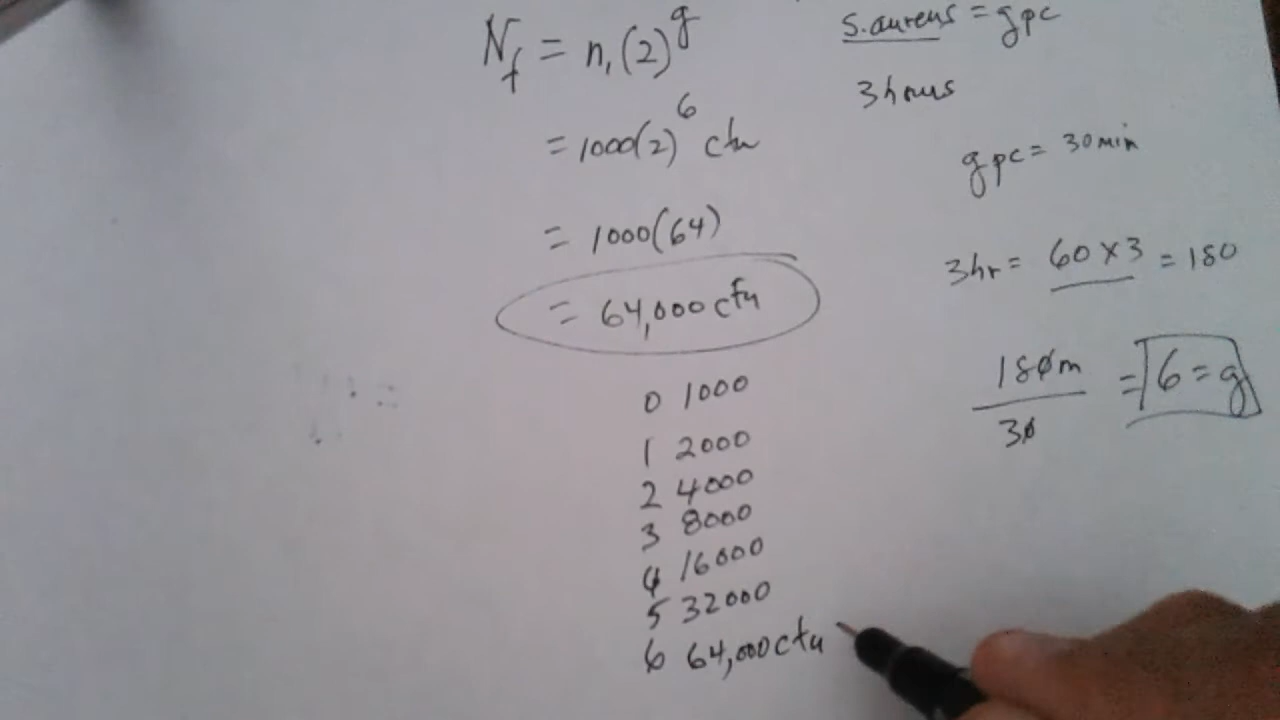 N_f = n₁(2)^g
= 1000(2)^6 cfu
= 1000(64)
= 64,000 cfu
0 1000
1 2000
2 4000
3 8000
4 16000
5 32000
6 64,000 cfu
S. aureus = gpc
3 hours
gpc = 30 min
3hr = 60 x 3 = 180
180m
30
= 6 = g